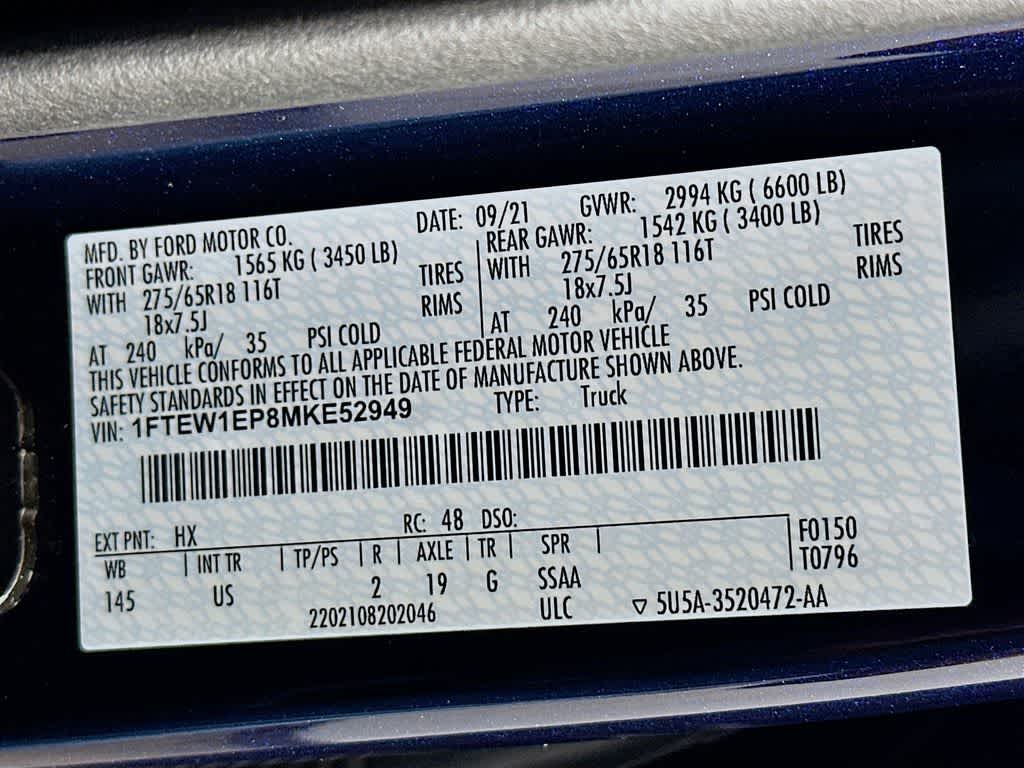 MFD. BY FORD MOTOR CO. DATE: 09/21 GVWR: 2994 KG ( 6600 LB)
FRONT GAWR: 1565 KG ( 3450 LB) REAR GAWR: 1542 KG ( 3400 LB)
WITH 275/65R18 116T TIRES WITH 275/65R18 116T TIRES
18x7.5J RIMS 18x7.5J RIMS
AT 240 kPa/ 35 PSI COLD AT 240 kPa/ 35 PSI COLD
THIS VEHICLE CONFORMS TO ALL APPLICABLE FEDERAL MOTOR VEHICLE
SAFETY STANDARDS IN EFFECT ON THE DATE OF MANUFACTURE SHOWN ABOVE.
VIN: 1FTEW1EP8MKE52949 TYPE: Truck
EXT PNT: HX RC: 48 DSO:
WB INT TR TP/PS R AXLE TR SPR F0150
145 US 2 19 G SSAA T0796
2202108202046 ULC ▽ 5U5A-3520472-AA